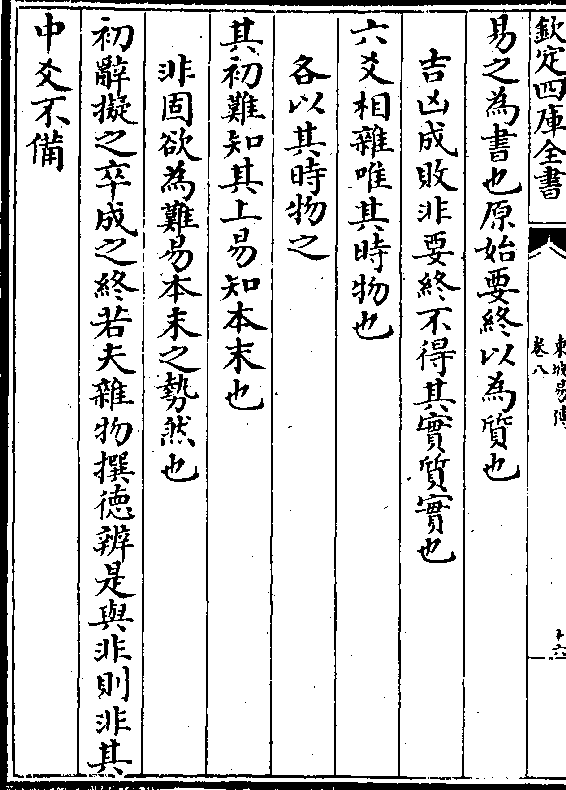 欽定四庫全書
東坡易傳
卷八
十六
易之為書也原始要終以為質也
吉凶成敗非要終不得其實質實也
六爻相雜唯其時物也
各以其時物之
其初難知其上易知本末也
非固欲為難易本末之勢然也
初辭擬之卒成之終若夫雜物撰德辨是與非則非其
中爻不備